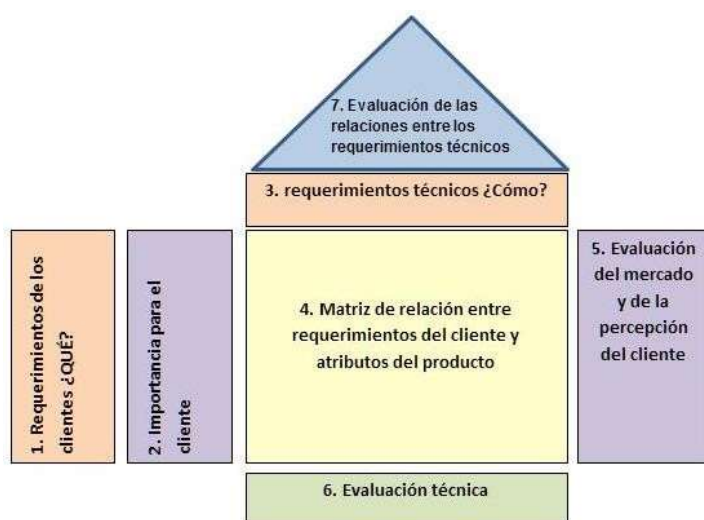 7. Evaluación de las
relaciones entre los
requerimientos técnicos
3. requerimientos técnicos ¿Cómo?
1. Requerimientos de los
clientes ¿QUÉ?
2. Importancia para el
cliente
4. Matriz de relación entre
requerimientos del cliente y
atributos del producto
5. Evaluación
del mercado
y de la
percepción
del cliente
6. Evaluación técnica